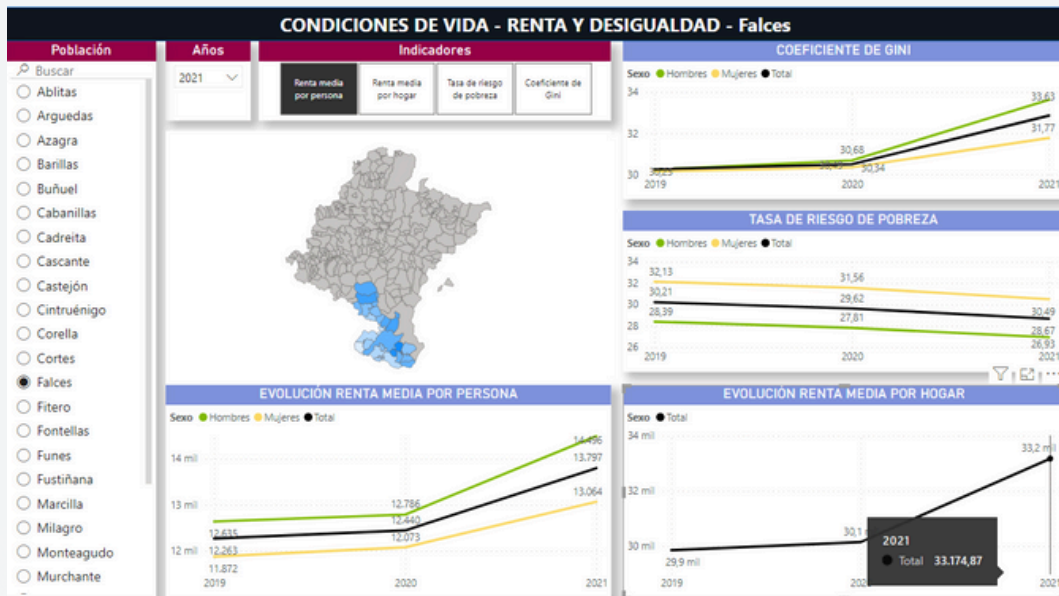 CONDICIONES DE VIDA - RENTA Y DESIGUALDAD - Falces
Población
Buscar
Ablitas
Arguedas
Azagra
Barillas
Buñuel
Cabanillas
Cadreita
Cascante
Castejón
Cintruénigo
Corella
Cortes
Falces
Fitero
Fontellas
Funes
Fustiñana
Marcilla
Milagro
Monteagudo
Murchante
Años
2021
Indicadores
Renta media
por persona
Renta media
por hogar
Tasa de riesgo
de pobreza
Coeficiente de
Gini
COEFICIENTE DE GINI
Sexo Hombres Mujeres Total
34
33,63
32
31,77
30,68
30,34
30
2019 2020 2021
TASA DE RIESGO DE POBREZA
Sexo Hombres Mujeres Total
34
32,13
32
31,56
30,21
30
29,62
30,49
28,39
28
27,81
28,67
26,93
26
2019 2020 2021
EVOLUCIÓN RENTA MEDIA POR PERSONA
Sexo Hombres Mujeres Total
14.496
14 mil
13.797
13 mil
13.064
12.786
12.635
12.440
12.263
12.073
12 mil
11.872
2019 2020 2021
EVOLUCIÓN RENTA MEDIA POR HOGAR
Sexo Total
34 mil
33,2 mil
32 mil
30,1
30 mil
29,9 mil
2021
Total 33.174,87
2019 2021